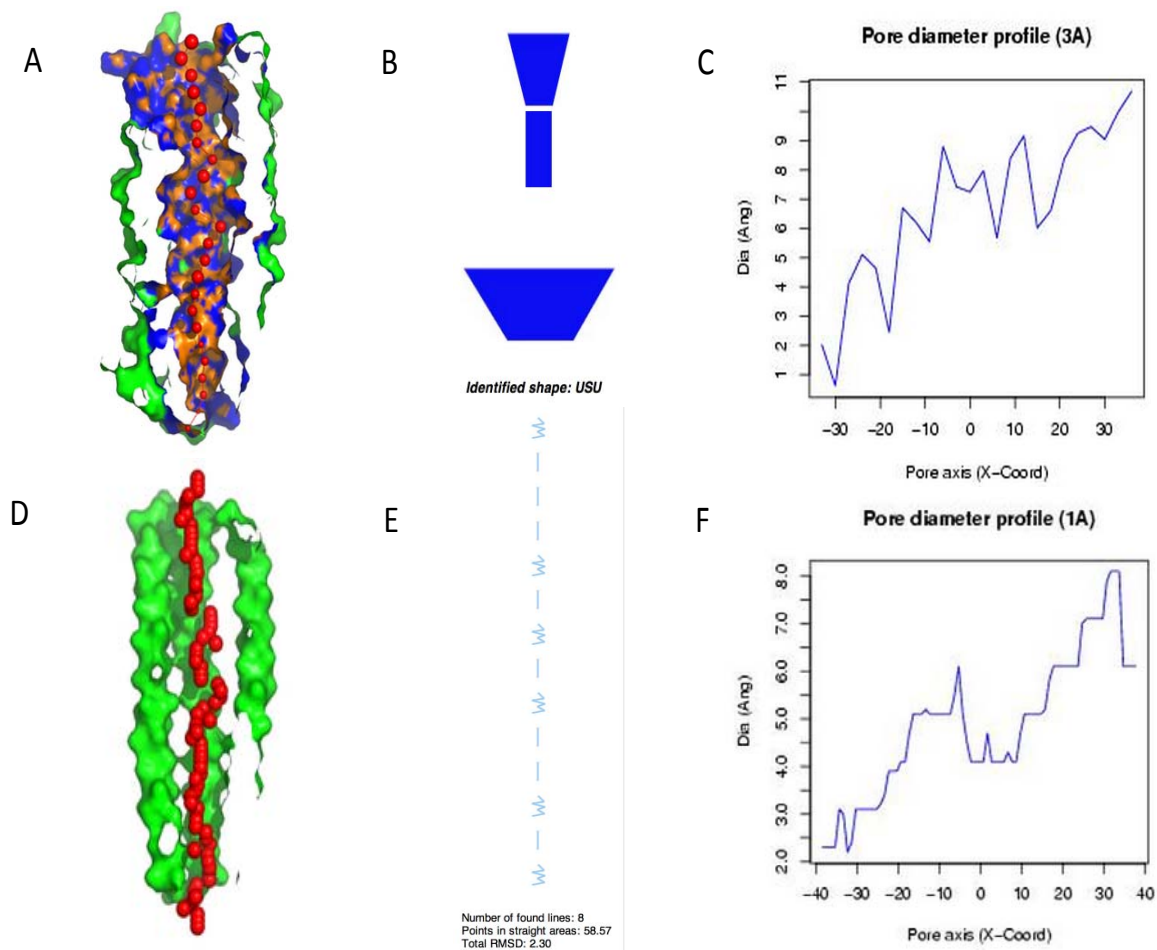 A
B
C
Pore diameter profile (3A)
11
9
8
7
6
5
4
3
2
1
Dia (Ang)
-30
-20
-10
0
10
20
30
Pore axis (X-Coord)
Identified shape: USU
D
E
F
Pore diameter profile (1A)
8.0
7.0
6.0
5.0
4.0
3.0
2.0
Dia (Ang)
-40
-30
-20
-10
0
10
20
30
40
Pore axis (X-Coord)
Number of found lines: 8
Points in straight areas: 58.57
Total RMSD: 2.30